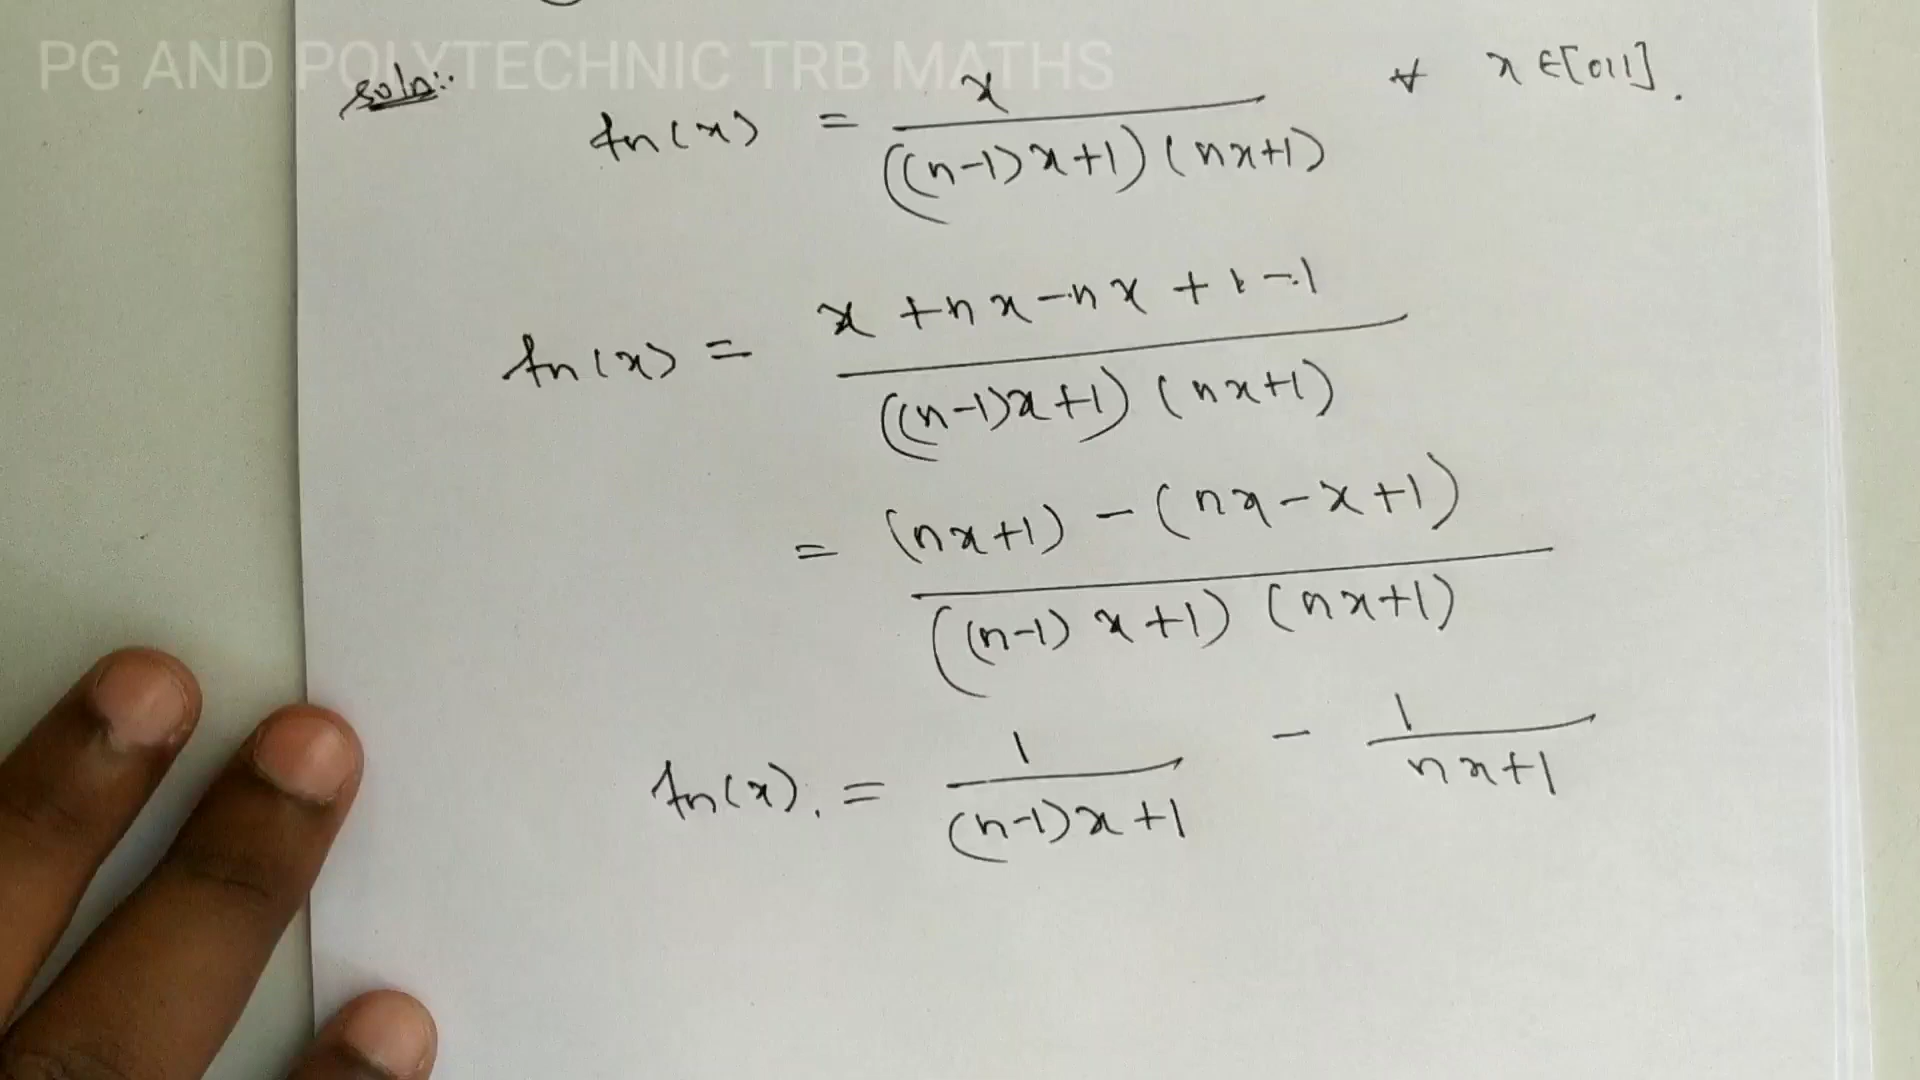 PG AND POLYTECHNIC TRB MATHS
soln:-
fn(x) = x / ((n-1)x+1)(nx+1) ∀ x ∈ [0,1].
fn(x) = x + nx - nx + 1 - 1 / ((n-1)x+1)(nx+1)
= (nx+1) - (nx-x+1) / ((n-1)x+1)(nx+1)
fn(x). = 1 / (n-1)x+1 - 1 / nx+1